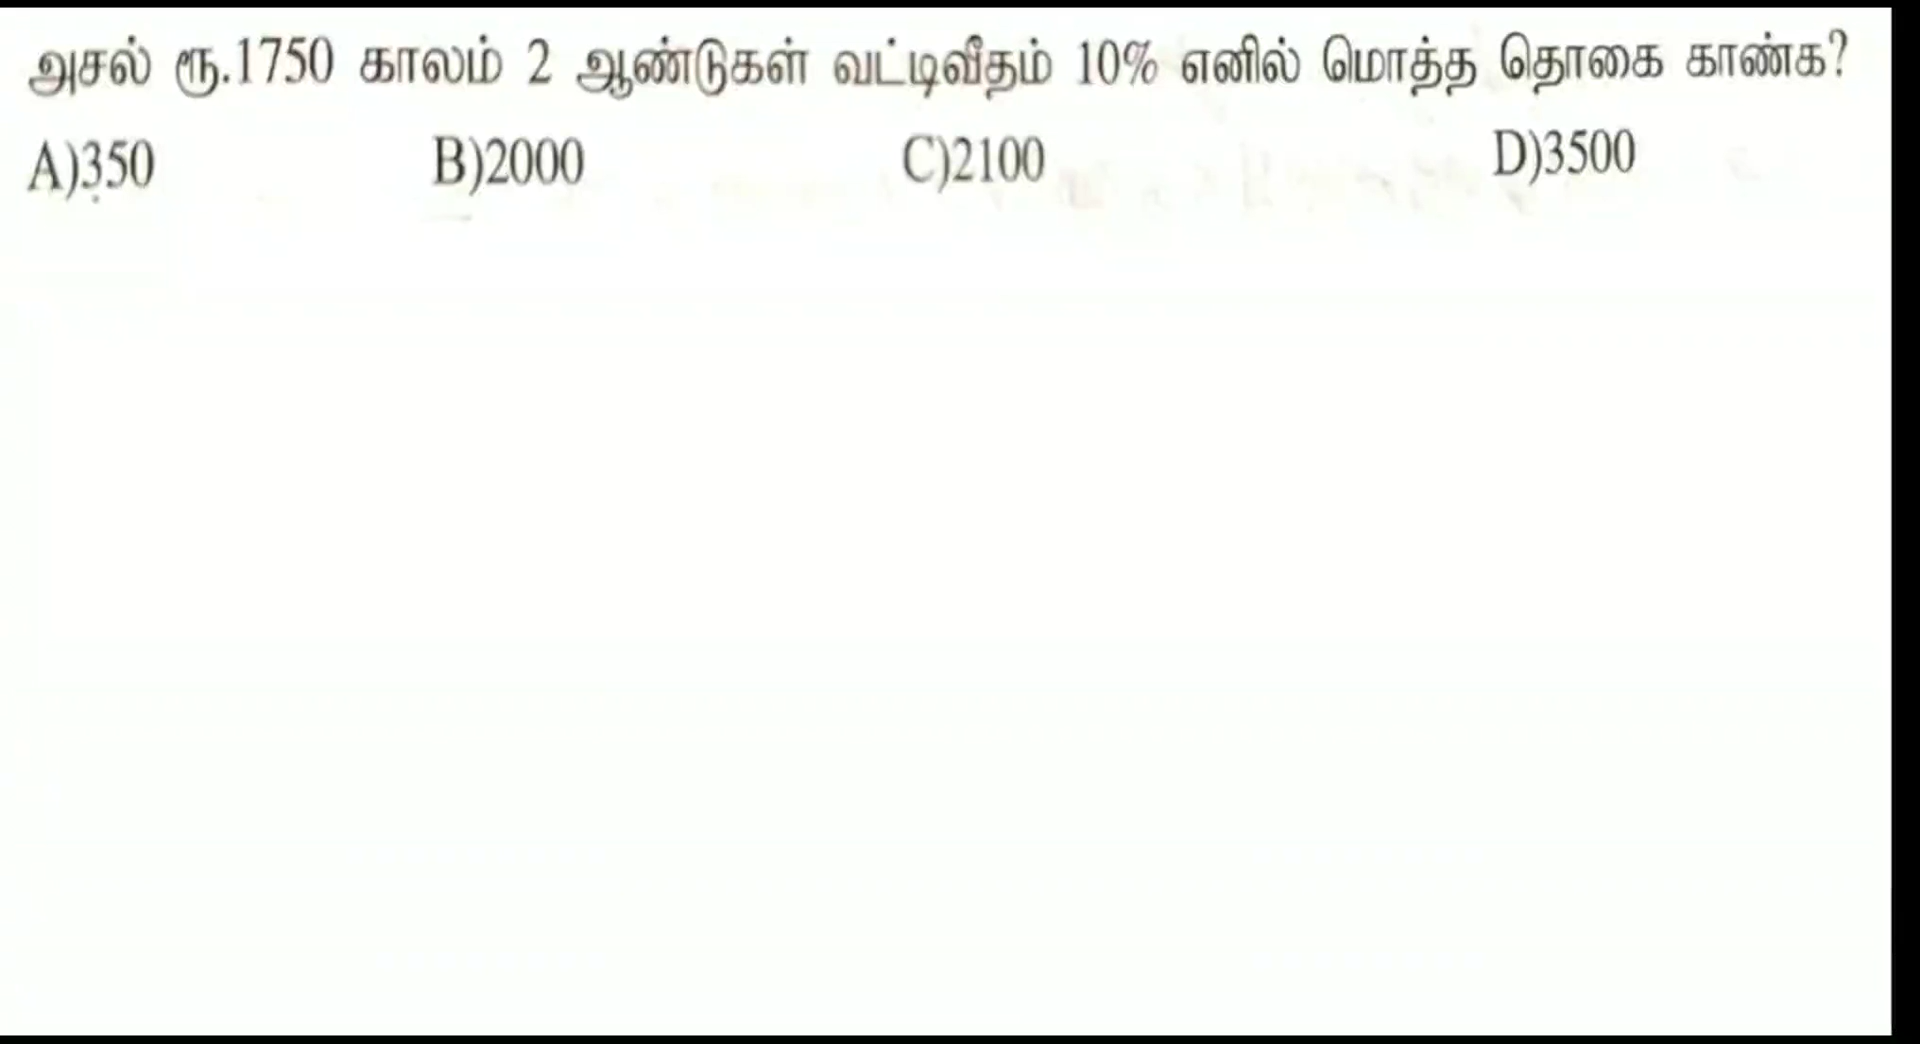 அசல் ரூ.1750 காலம் 2 ஆண்டுகள் வட்டிவீதம் 10% எனில் மொத்த தொகை காண்க?
A)350 B)2000 C)2100 D)3500